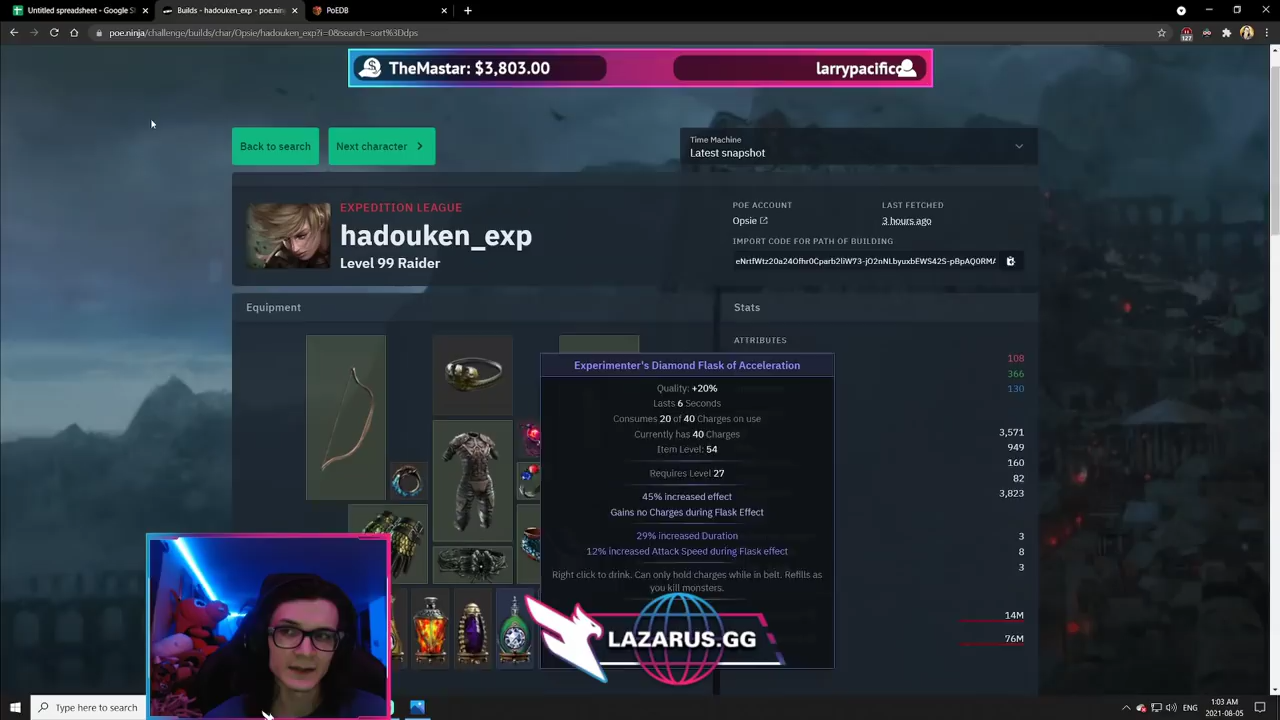 Untitled spreadsheet - Google S
Builds - hadouken_exp - poe.ninja
PoEDB
poe.ninja/challenge/builds/char/Opsie/hadouken_exp?i=0&search=sort%3Ddps
127
TheMastar: $3,803.00
larrypacifico
Back to search
Next character
Time Machine
Latest snapshot
EXPEDITION LEAGUE
hadouken_exp
Level 99 Raider
POE ACCOUNT
Opsie
LAST FETCHED
3 hours ago
IMPORT CODE FOR PATH OF BUILDING
Equipment
Stats
ATTRIBUTES
108
366
130
3,571
949
160
82
3,823
3
8
3
14M
76M
Experimenter's Diamond Flask of Acceleration
Quality: +20%
Lasts 6 Seconds
Consumes 20 of 40 Charges on use
Currently has 40 Charges
Item Level: 54
Requires Level 27
45% increased effect
Gains no Charges during Flask Effect
29% increased Duration
12% increased Attack Speed during Flask effect
Right click to drink. Can only hold charges while in belt. Refills as
you kill monsters.
LAZARUS.GG
Type here to search
1:03 AM
2021-08-05